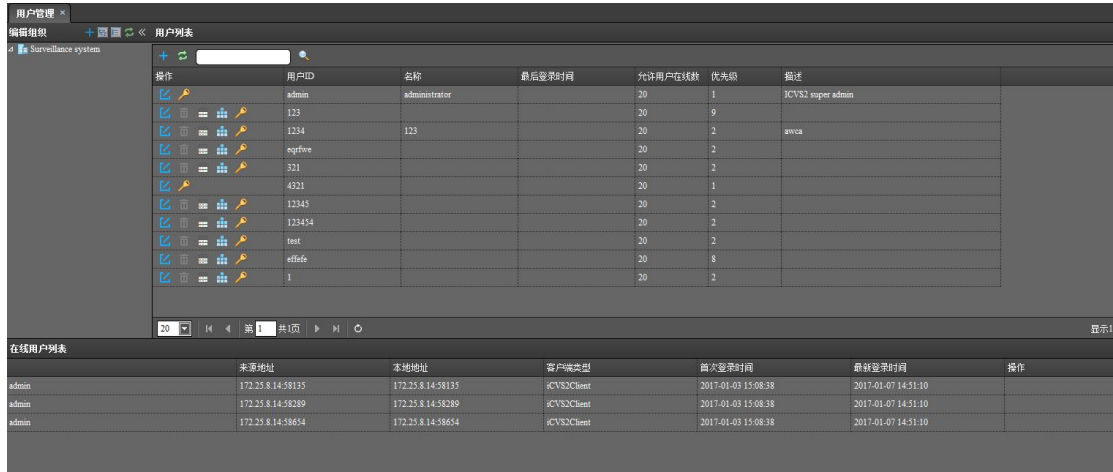 用户管理 ×
编辑组织
用户列表
Surveillance system
操作 用户ID 名称 最后登录时间 允许用户在线数 优先级 描述
admin administrator 20 1 ICVS2 super admin
123 20 9
1234 123 20 2 awca
eqrfwe 20 2
321 20 2
4321 20 1
12345 20 2
123454 20 2
test 20 2
effefe 20 8
1 20 2
20 第 1 共1页 显示1
在线用户列表
来源地址 本地地址 客户端类型 首次登录时间 最新登录时间 操作
admin 172.25.8.14:58135 172.25.8.14:58135 iCVS2Client 2017-01-03 15:08:38 2017-01-07 14:51:10
admin 172.25.8.14:58289 172.25.8.14:58289 iCVS2Client 2017-01-03 15:08:38 2017-01-07 14:51:10
admin 172.25.8.14:58654 172.25.8.14:58654 iCVS2Client 2017-01-03 15:08:38 2017-01-07 14:51:10